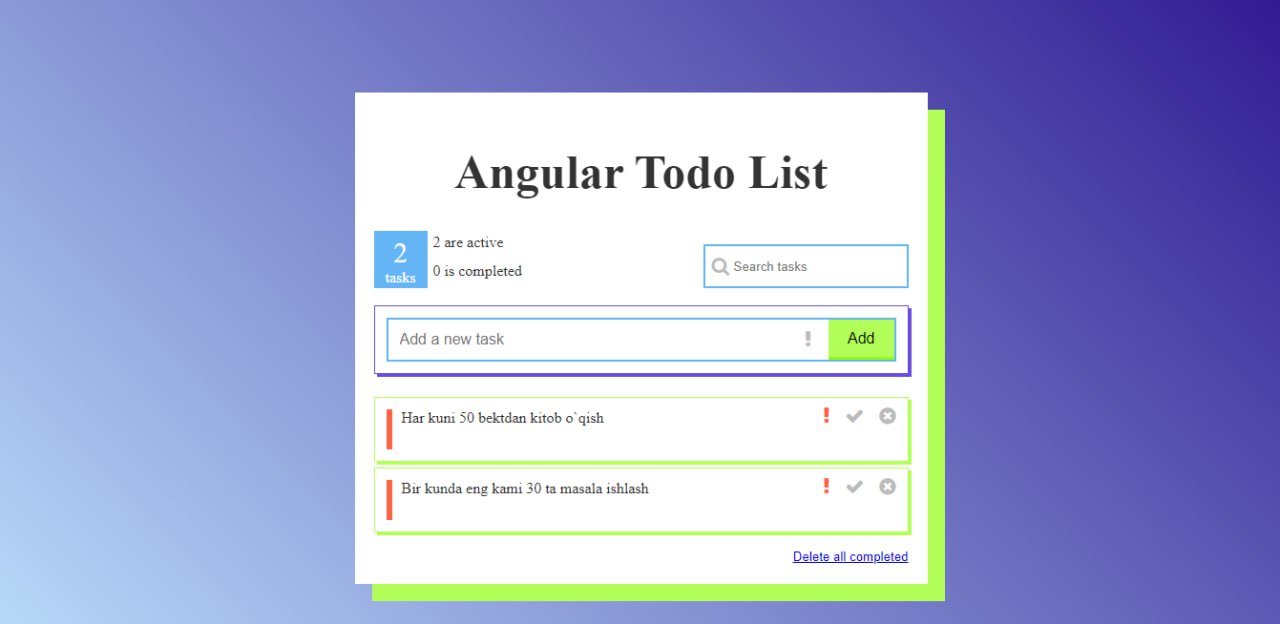 Angular Todo List
2
tasks
2 are active
0 is completed
Search tasks
Add a new task
Add
Har kuni 50 bektdan kitob o`qish
Bir kunda eng kami 30 ta masala ishlash
Delete all completed